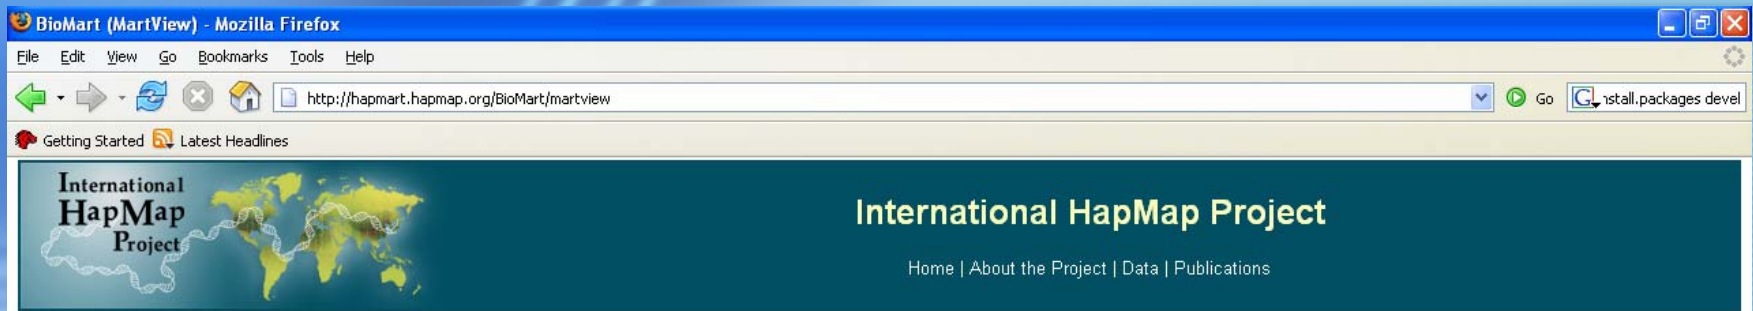 BioMart (MartView) - Mozilla Firefox
File Edit View Go Bookmarks Tools Help
http://hapmart.hapmap.org/BioMart/martview Go nstall.packages devel
Getting Started Latest Headlines
International
HapMap
Project
International HapMap Project
Home | About the Project | Data | Publications